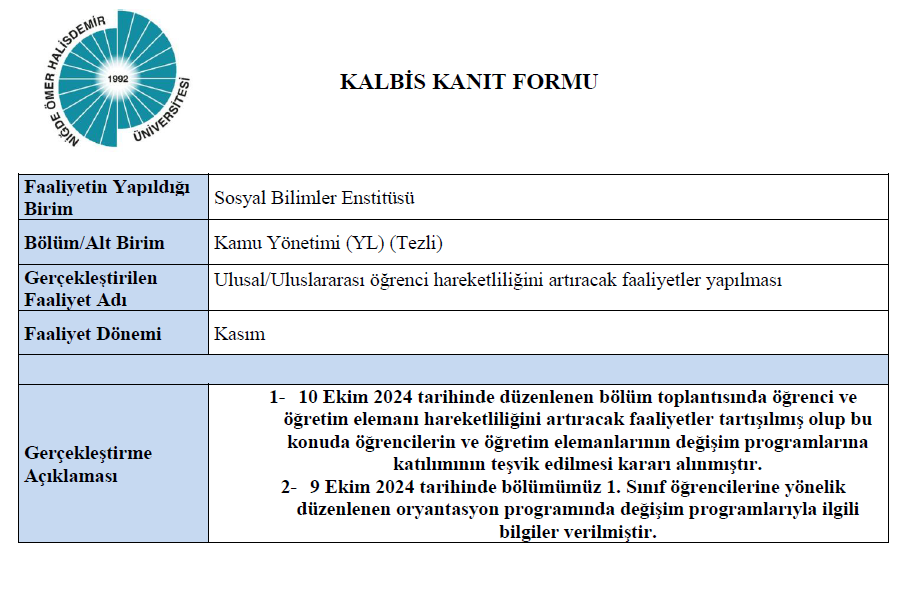 NİĞDE ÖMER HALİSDEMİR
ÜNİVERSİTESİ
1992
KALBİS KANIT FORMU
Faaliyetin Yapıldığı
Birim
Sosyal Bilimler Enstitüsü
Bölüm/Alt Birim
Kamu Yönetimi (YL) (Tezli)
Gerçekleştirilen
Faaliyet Adı
Ulusal/Uluslararası öğrenci hareketliliğini artıracak faaliyetler yapılması
Faaliyet Dönemi
Kasım
Gerçekleştirme
Açıklaması
1- 10 Ekim 2024 tarihinde düzenlenen bölüm toplantısında öğrenci ve
öğretim elemanı hareketliliğini artıracak faaliyetler tartışılmış olup bu
konuda öğrencilerin ve öğretim elemanlarının değişim programlarına
katılımının teşvik edilmesi kararı alınmıştır.
2- 9 Ekim 2024 tarihinde bölümümüz 1. Sınıf öğrencilerine yönelik
düzenlenen oryantasyon programında değişim programlarıyla ilgili
bilgiler verilmiştir.